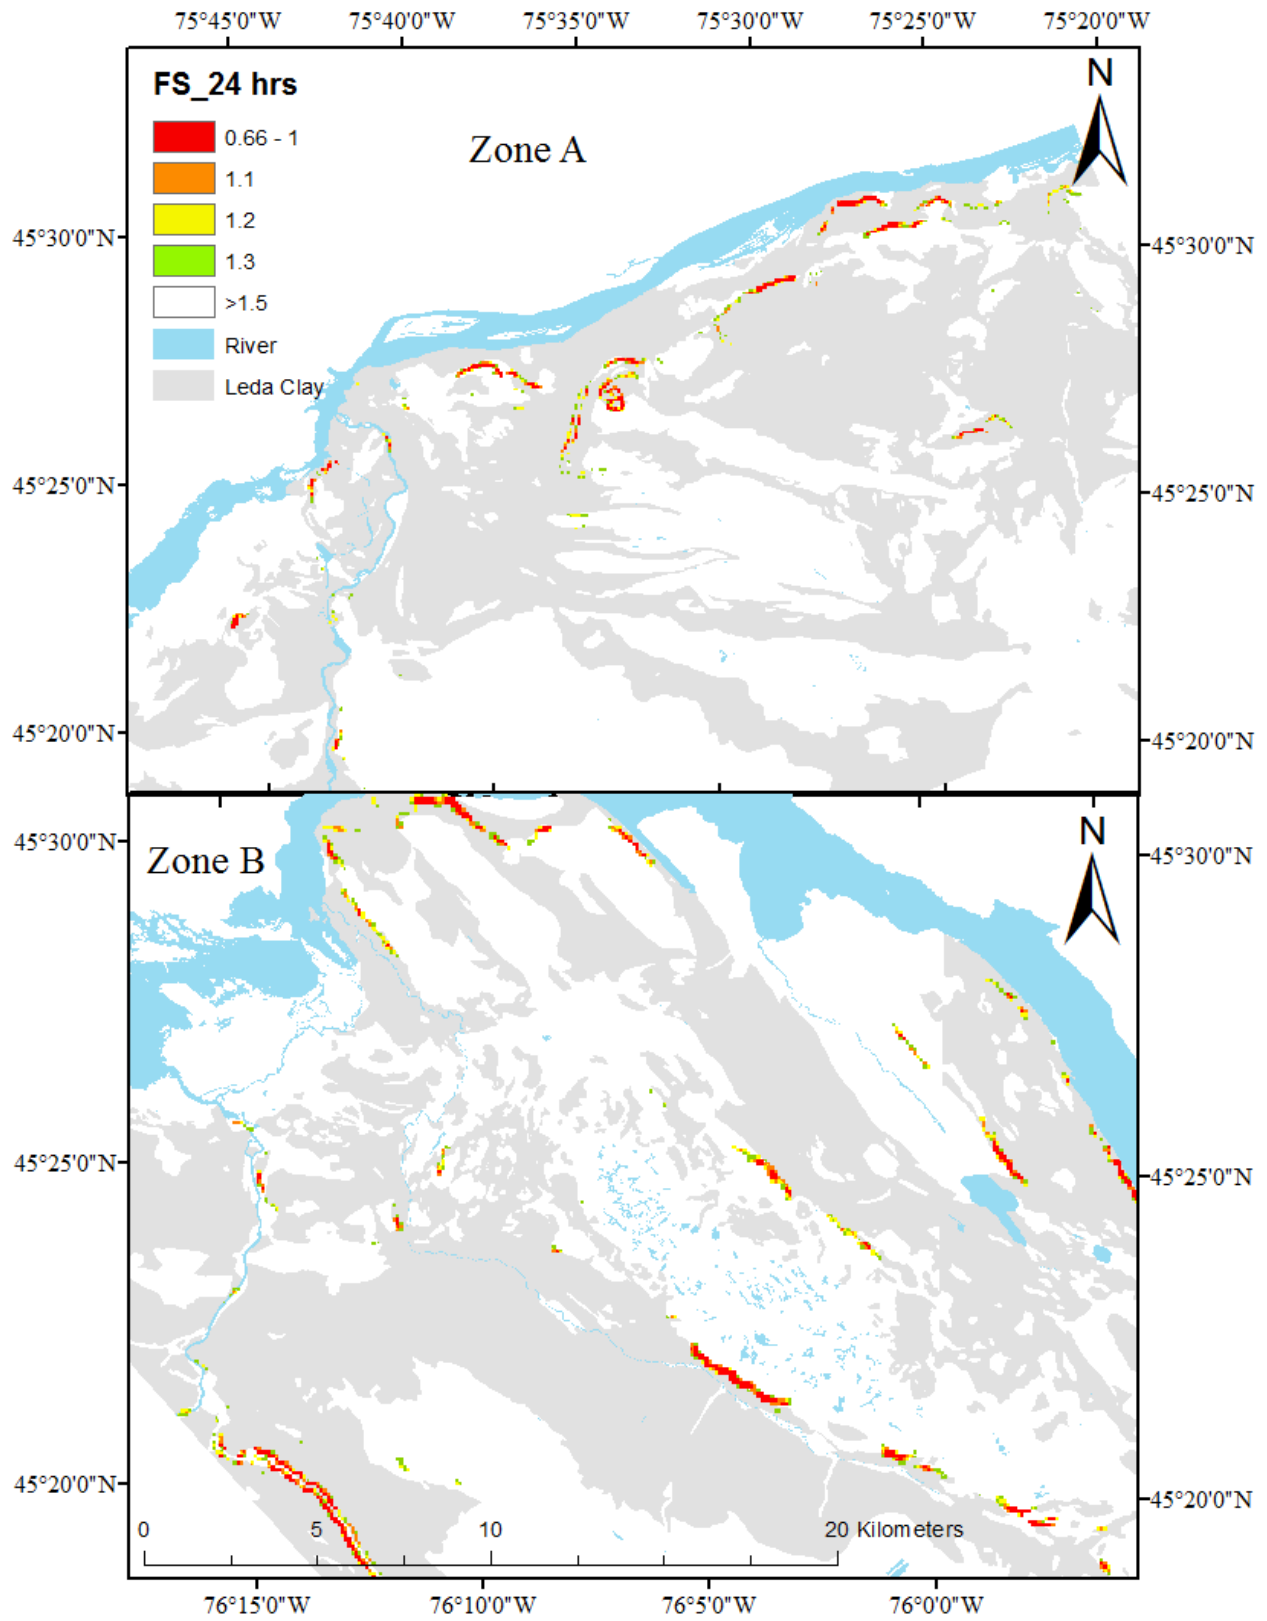 75°45'0"W 75°40'0"W 75°35'0"W 75°30'0"W 75°25'0"W 75°20'0"W
FS_24 hrs
N
0.66 - 1
Zone A
1.1
1.2
45°30'0"N 45°30'0"N
1.3
>1.5
River
Leda Clay
45°25'0"N 45°25'0"N
45°20'0"N 45°20'0"N
N
45°30'0"N 45°30'0"N
Zone B
45°25'0"N 45°25'0"N
45°20'0"N 45°20'0"N
0 5 10 20 Kilometers
76°15'0"W 76°10'0"W 76°5'0"W 76°0'0"W